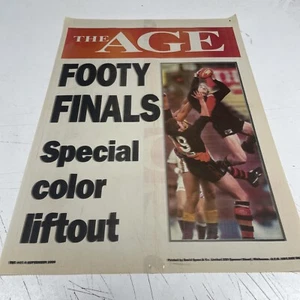 THE AGE
FOOTY
FINALS
Special
color
liftout